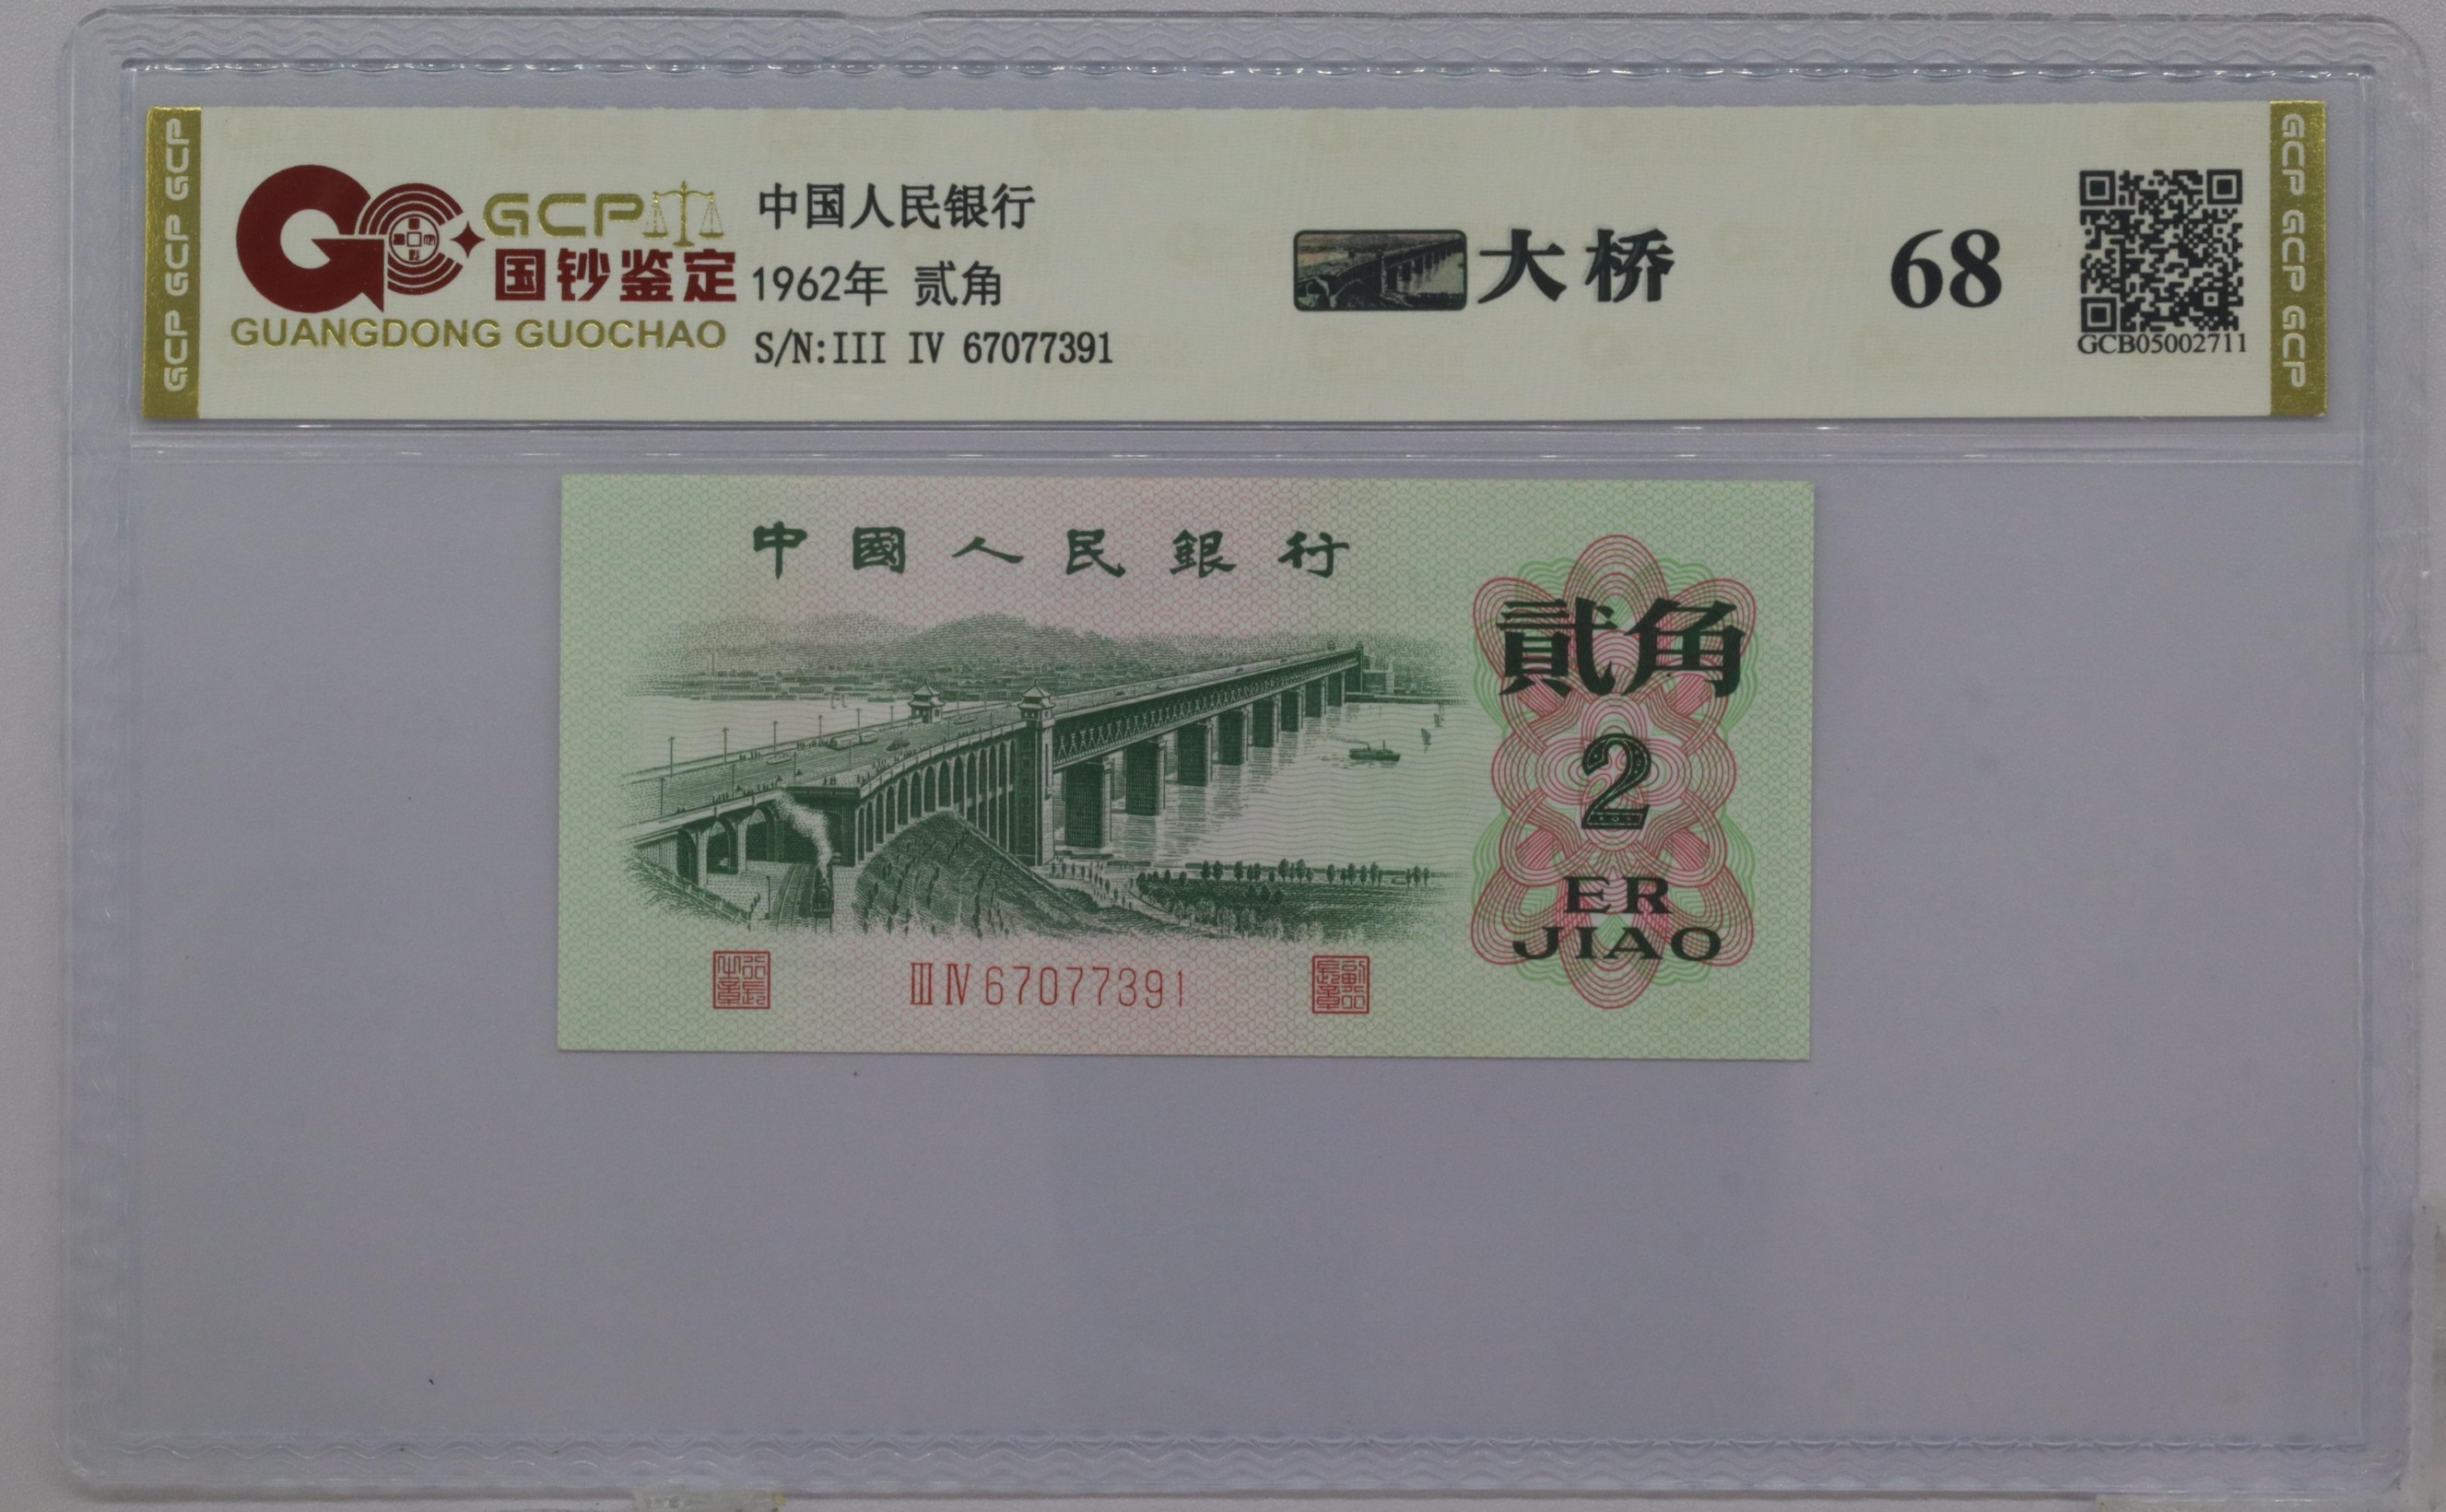 GCP GCP GCP
GCP
国钞鉴定
GUANGDONG GUOCHAO
中国人民银行
1962年 贰角
S/N:III IV 67077391
大桥
68
GCB05002711
GCP GCP GCP
中國人民銀行
貳角
2
ER
JIAO
ⅢⅣ67077391